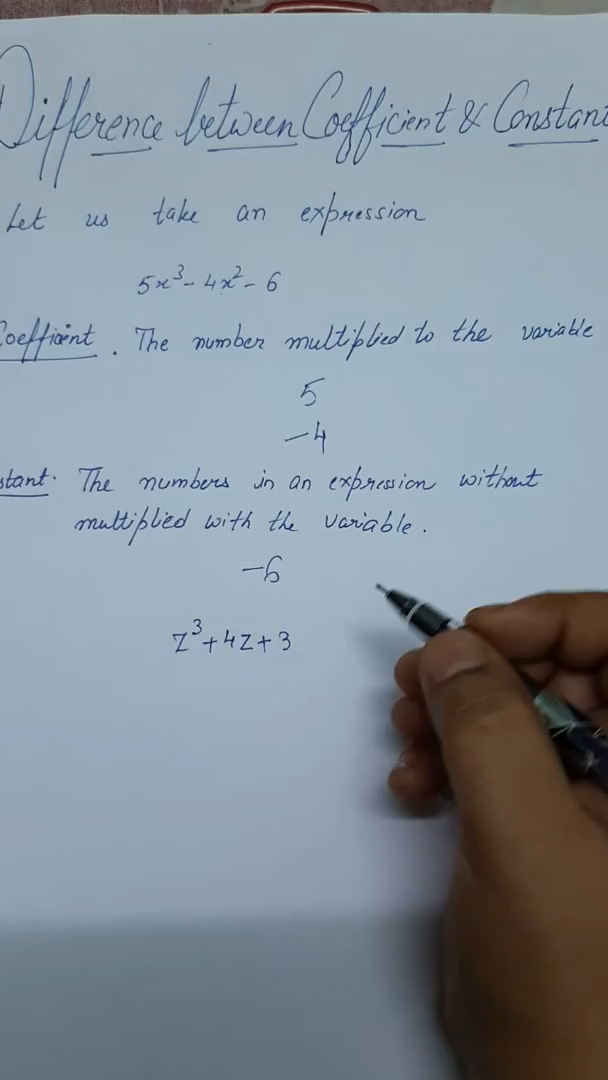 Difference between Coefficient & Constant
Let us take an expression
5x³ - 4x² - 6
Coefficient. The number multiplied to the variable
5
-4
stant. The numbers in an expression without
multiplied with the variable.
-6
z³ + 4z + 3